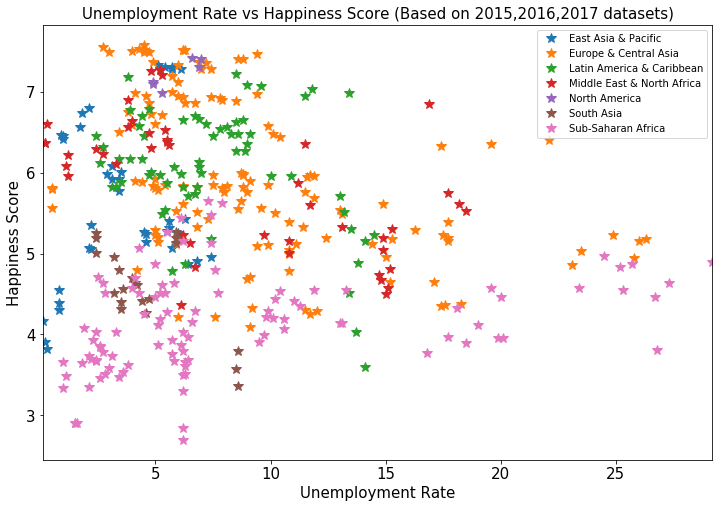 Unemployment Rate vs Happiness Score (Based on 2015,2016,2017 datasets)
East Asia & Pacific
Europe & Central Asia
Latin America & Caribbean
Middle East & North Africa
North America
South Asia
Sub-Saharan Africa
Happiness Score
7
6
5
4
3
5
10
15
20
25
Unemployment Rate